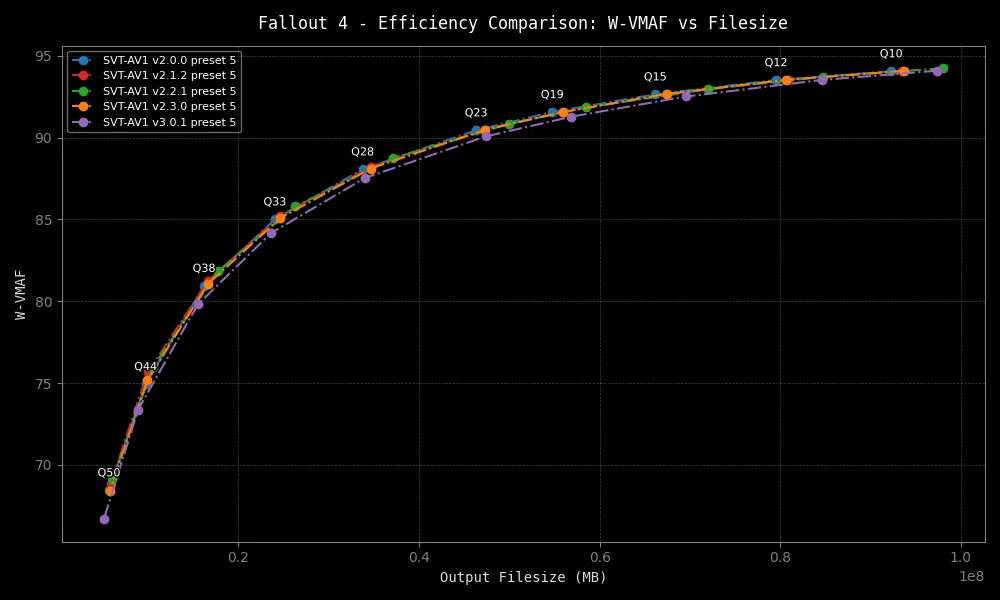 Fallout 4 - Efficiency Comparison: W-VMAF vs Filesize
SVT-AV1 v2.0.0 preset 5
SVT-AV1 v2.1.2 preset 5
SVT-AV1 v2.2.1 preset 5
SVT-AV1 v2.3.0 preset 5
SVT-AV1 v3.0.1 preset 5
Q10
Q12
Q15
Q19
Q23
Q28
Q33
Q38
Q44
Q50
95
90
85
80
75
70
W-VMAF
0.2 0.4 0.6 0.8 1.0
1e8
Output Filesize (MB)